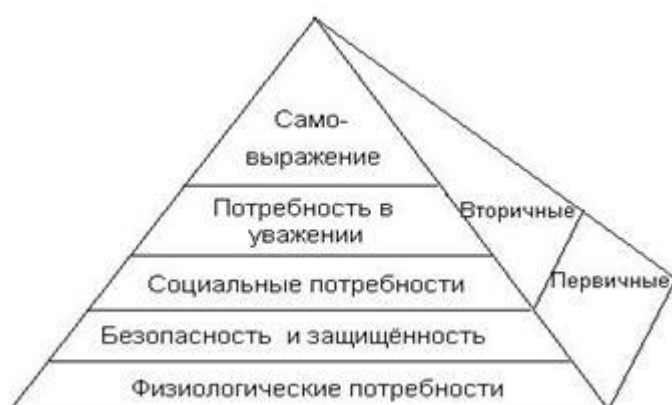 Само-
выражение
Потребность в
уважении
Вторичные
Социальные потребности
Первичные
Безопасность и защищённость
Физиологические потребности